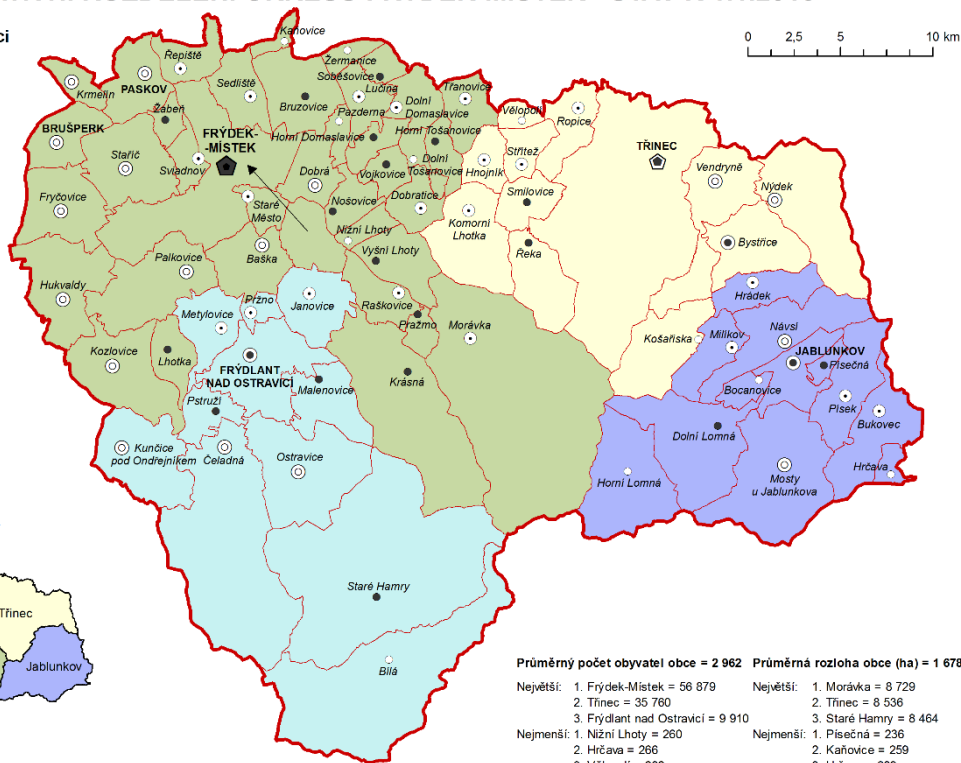 0 2,5 5 10 km
Kaňovice
Řepiště
Žermanice
Soběšovice
Lučina
PASKOV
Sedliště
Třanovice
Krmelín
Bruzovice
Pazderna
Dolní
Domaslavice
Žabeň
Vělopolí
Ropice
BRUŠPERK
FRÝDEK-
-MÍSTEK
Horní Domaslavice
Horní Tošanovice
TŘINEC
Staříč
Sviadnov
Dobrá
Vojkovice
Dolní
Tošanovice
Hnojník
Střítež
Vendryně
Nýdek
Fryčovice
Staré
Město
Nošovice
Dobratice
Smilovice
Komorní
Lhotka
Nižní Lhoty
Baška
Vyšní Lhoty
Řeka
Bystřice
Palkovice
Hukvaldy
Pržno
Janovice
Raškovice
Hrádek
Metylovice
Pražmo
Morávka
Košařiska
Milíkov
Návsí
Kozlovice
Lhotka
FRÝDLANT
NAD OSTRAVICÍ
Malenovice
Krásná
JABLUNKOV
Písečná
Bocanovice
Pstruží
Písek
Bukovec
Dolní Lomná
Kunčice
pod Ondřejníkem
Čeladná
Ostravice
Horní Lomná
Mosty
u Jablunkova
Hrčava
Staré Hamry
Bílá
Třinec
Jablunkov
Průměrný počet obyvatel obce = 2 962
Největší: 1. Frýdek-Místek = 56 879
2. Třinec = 35 760
3. Frýdlant nad Ostravicí = 9 910
Nejmenší: 1. Nižní Lhoty = 260
2. Hrčava = 266
Průměrná rozloha obce (ha) = 1 678
Největší: 1. Morávka = 8 729
2. Třinec = 8 536
3. Staré Hamry = 8 464
Nejmenší: 1. Písečná = 236
2. Kaňovice = 259